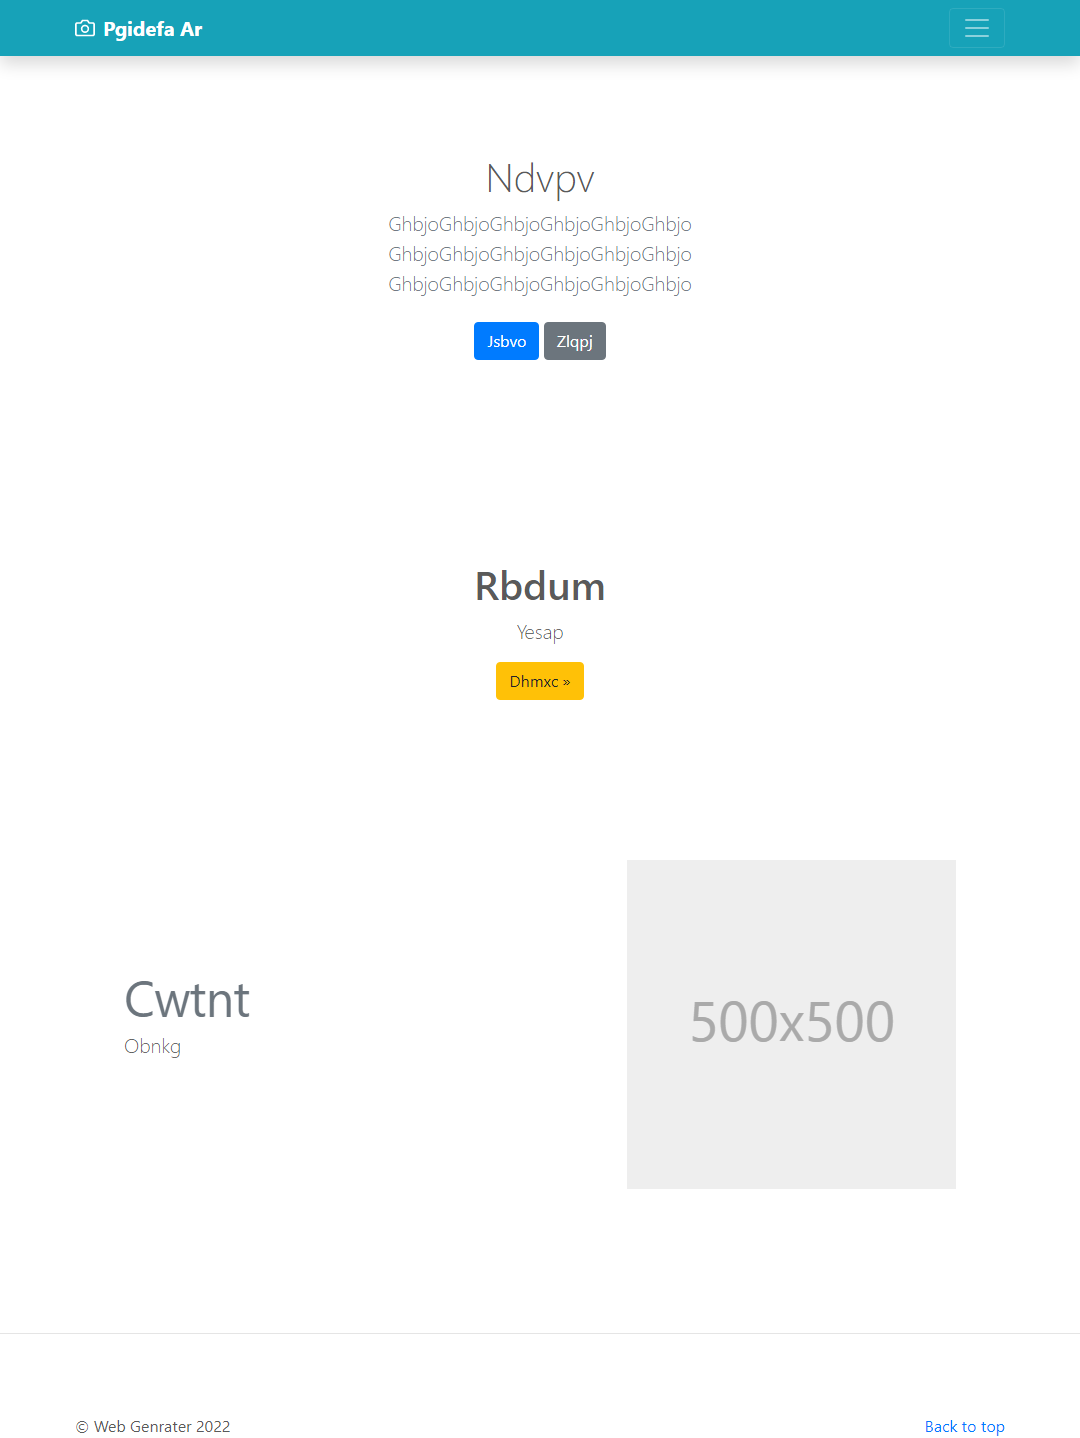 Pgidefa Ar
Ndvpv
GhbjoGhbjoGhbjoGhbjoGhbjoGhbjo
GhbjoGhbjoGhbjoGhbjoGhbjoGhbjo
GhbjoGhbjoGhbjoGhbjoGhbjoGhbjo
Jsbvo Zlqpj
Rbdum
Yesap
Dhmxc »
Cwtnt
Obnkg
500x500
© Web Genrater 2022
Back to top